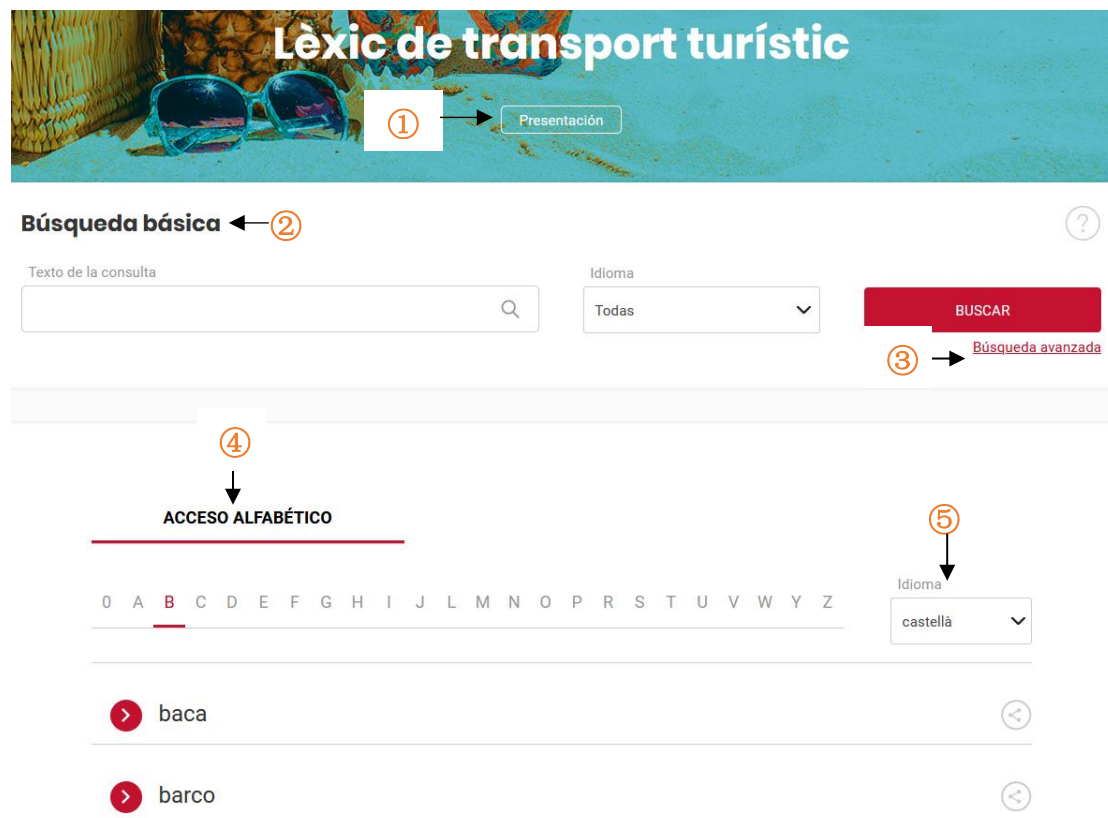 Lèxic de transport turístic
① Presentación
Búsqueda básica ②
?
Texto de la consulta
Idioma
Todas
BUSCAR
③ Búsqueda avanzada
④
ACCESO ALFABÉTICO
⑤
0 A B C D E F G H I J L M N O P R S T U V W Y Z
Idioma
castellà
baca
barco